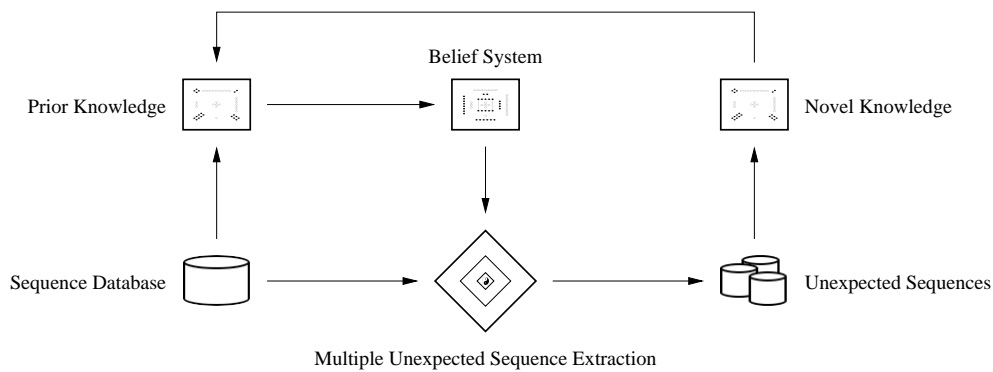 Belief System
Prior Knowledge
Novel Knowledge
Sequence Database
Unexpected Sequences
Multiple Unexpected Sequence Extraction